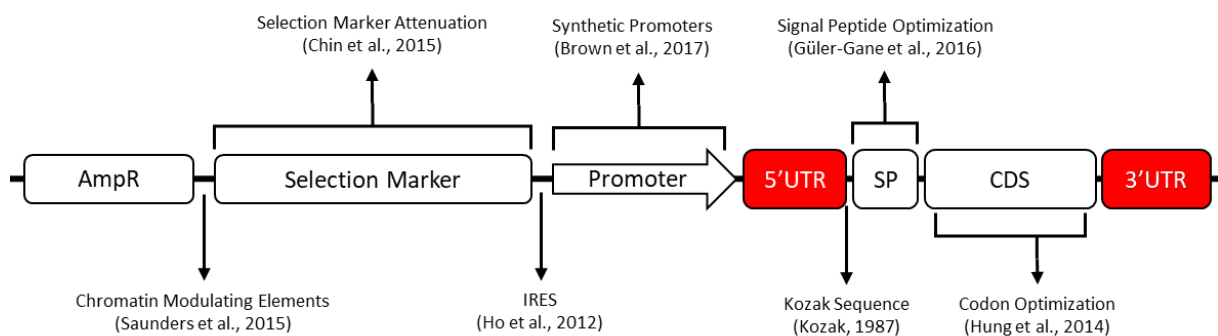 Selection Marker Attenuation
(Chin et al., 2015)
Synthetic Promoters
(Brown et al., 2017)
Signal Peptide Optimization
(Güler-Gane et al., 2016)
AmpR
Selection Marker
Promoter
5’UTR
SP
CDS
3’UTR
Chromatin Modulating Elements
(Saunders et al., 2015)
IRES
(Ho et al., 2012)
Kozak Sequence
(Kozak, 1987)
Codon Optimization
(Hung et al., 2014)